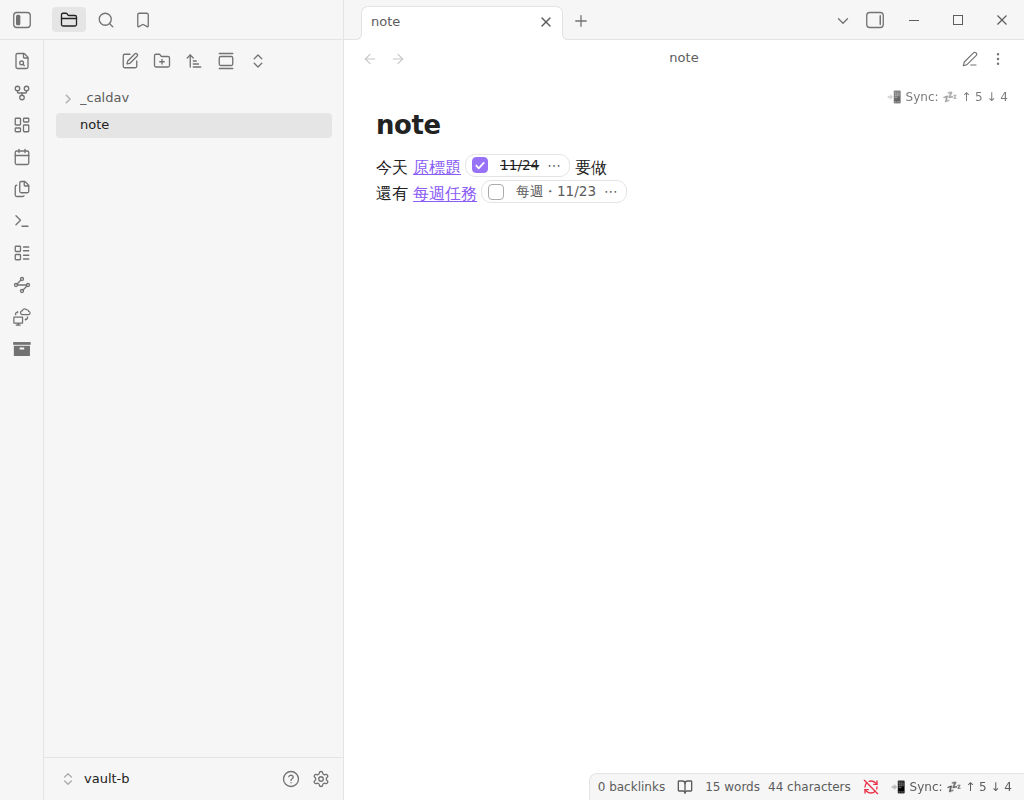 note
note
_caldav
note
📲 Sync: 💤 ↑ 5 ↓ 4
note
今天 原標題 11/24 ⋯ 要做
還有 每週任務 每週・11/23 ⋯
vault-b
0 backlinks 15 words 44 characters 📲 Sync: 💤 ↑ 5 ↓ 4